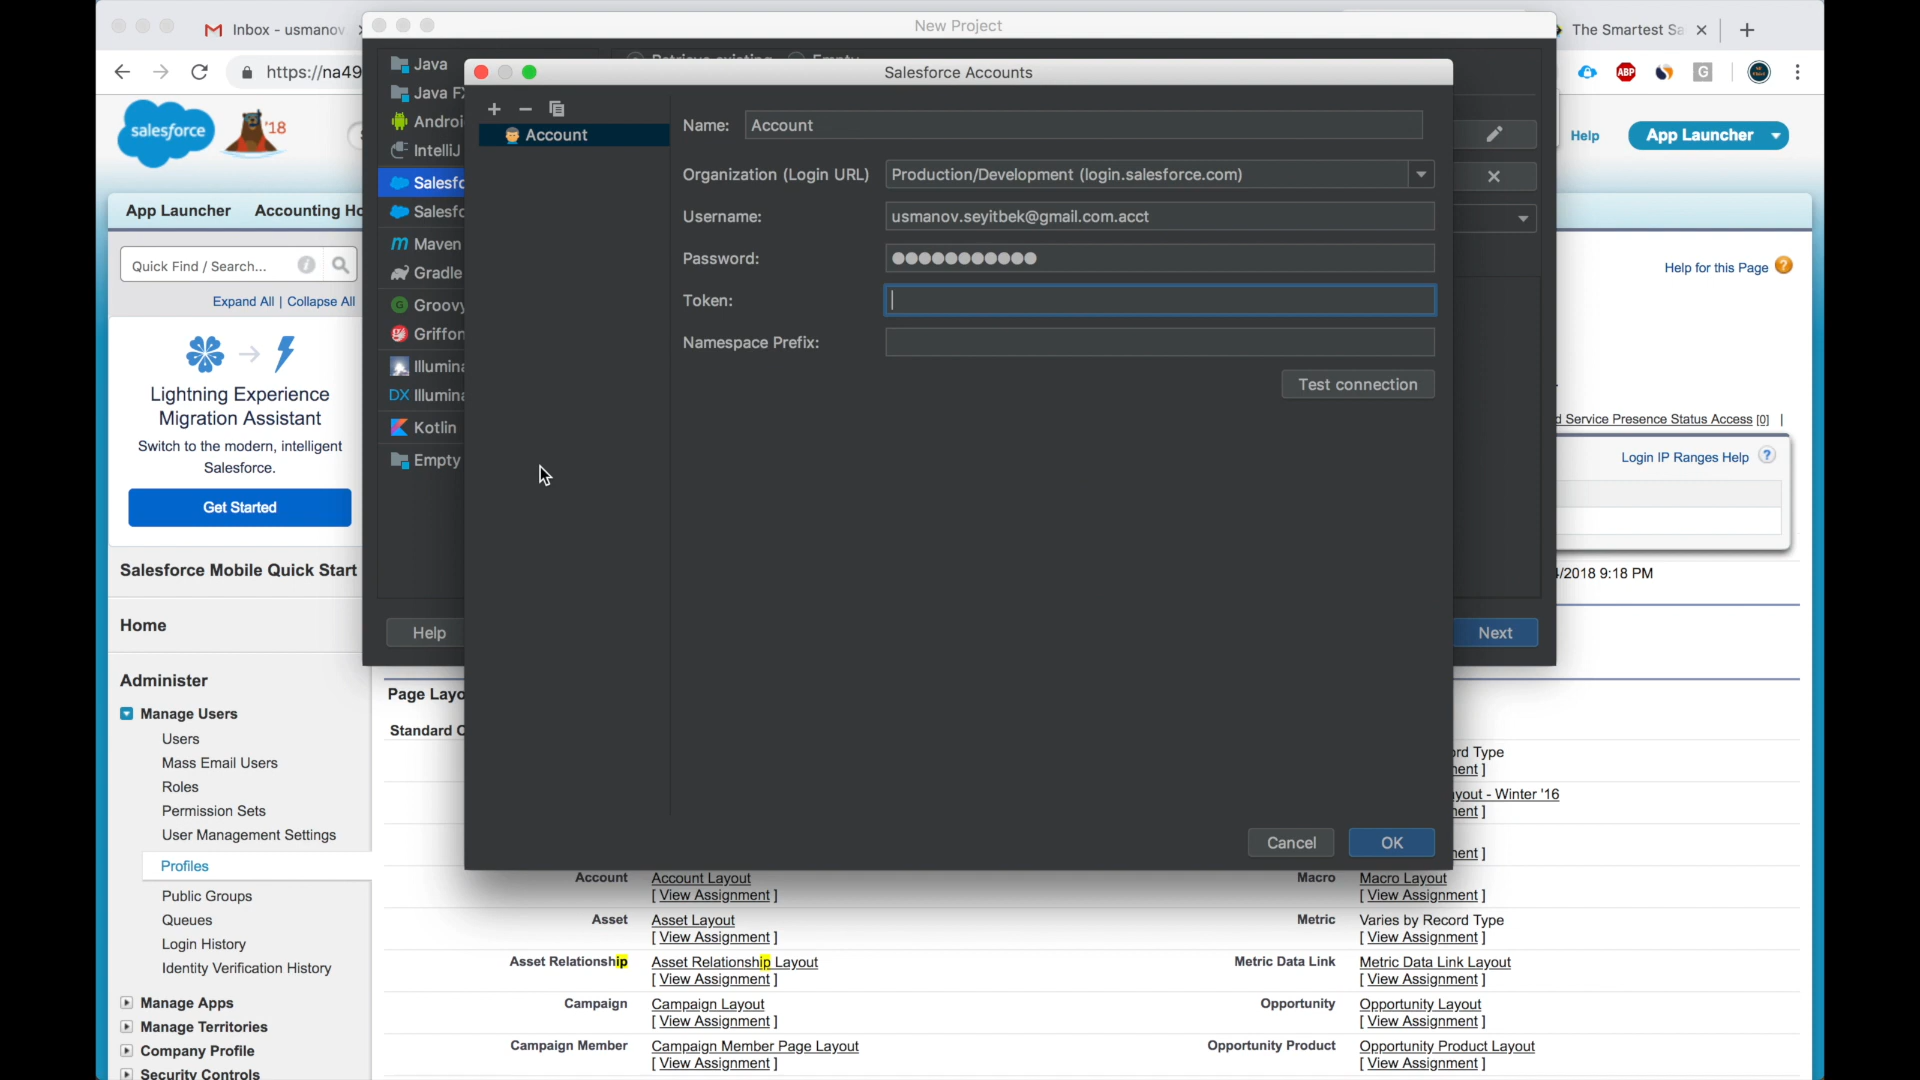 Inbox - usmanov
New Project
The Smartest Sa
https://na49
Java
Salesforce Accounts
Java F
Name: Account
Androi
Account
salesforce
'18
Help
App Launcher
IntelliJ
Organization (Login URL) Production/Development (login.salesforce.com)
Salesfo
App Launcher
Accounting Ho
Salesfo
Username: usmanov.seyitbek@gmail.com.acct
Maven
Quick Find / Search...
Password:
Help for this Page
Gradle
Expand All | Collapse All
Groovy
Token:
Griffon
Namespace Prefix:
Illumina
Test connection
Lightning Experience
Migration Assistant
DX Illumina
Kotlin
d Service Presence Status Access [0] |
Switch to the modern, intelligent
Salesforce.
Empty
Login IP Ranges Help
Get Started
Salesforce Mobile Quick Start
/2018 9:18 PM
Home
Help
Next
Administer
Page Layo
Manage Users
Standard O
Users
Mass Email Users
ord Type
ent ]
Roles
yout - Winter '16
Permission Sets
ent ]
User Management Settings
Cancel
OK
ent ]
Profiles
Account
Account Layout
[ View Assignment ]
Macro
Macro Layout
[ View Assignment ]
Public Groups
Queues
Asset
Asset Layout
[ View Assignment ]
Metric
Varies by Record Type
[ View Assignment ]
Login History
Identity Verification History
Asset Relationship
Asset Relationship Layout
[ View Assignment ]
Metric Data Link
Metric Data Link Layout
[ View Assignment ]
Manage Apps
Campaign
Campaign Layout
[ View Assignment ]
Opportunity
Opportunity Layout
[ View Assignment ]
Manage Territories
Company Profile
Campaign Member
Campaign Member Page Layout
[ View Assignment ]
Opportunity Product
Opportunity Product Layout
[ View Assignment ]
Security Controls